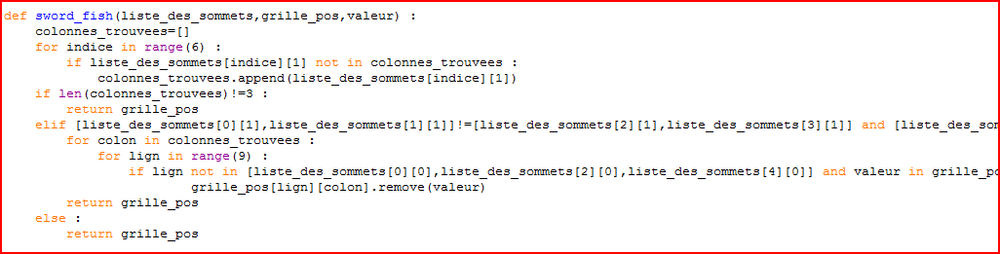 def sword_fish(liste_des_sommets,grille_pos,valeur) :
    colonnes_trouvees=[]
    for indice in range(6) :
        if liste_des_sommets[indice][1] not in colonnes_trouvees :
            colonnes_trouvees.append(liste_des_sommets[indice][1])
    if len(colonnes_trouvees)!=3 :
        return grille_pos
    elif [liste_des_sommets[0][1],liste_des_sommets[1][1]]!=[liste_des_sommets[2][1],liste_des_sommets[3][1]] and [liste_des_som
        for colon in colonnes_trouvees :
            for lign in range(9) :
                if lign not in [liste_des_sommets[0][0],liste_des_sommets[2][0],liste_des_sommets[4][0]] and valeur in grille_po
                        grille_pos[lign][colon].remove(valeur)
        return grille_pos
    else :
        return grille_pos